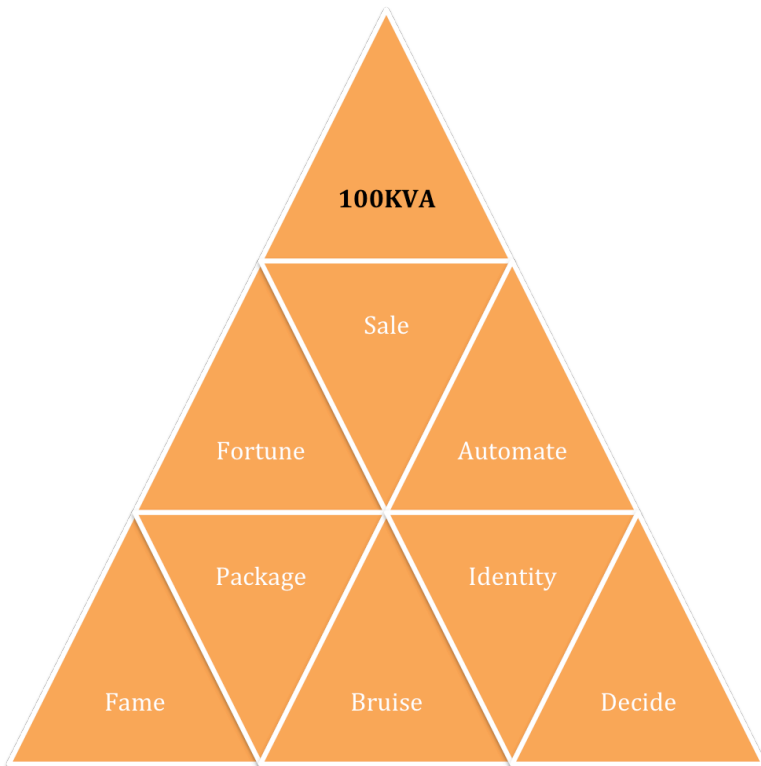 100KVA
Sale
Fortune
Automate
Package
Identity
Fame
Bruise
Decide